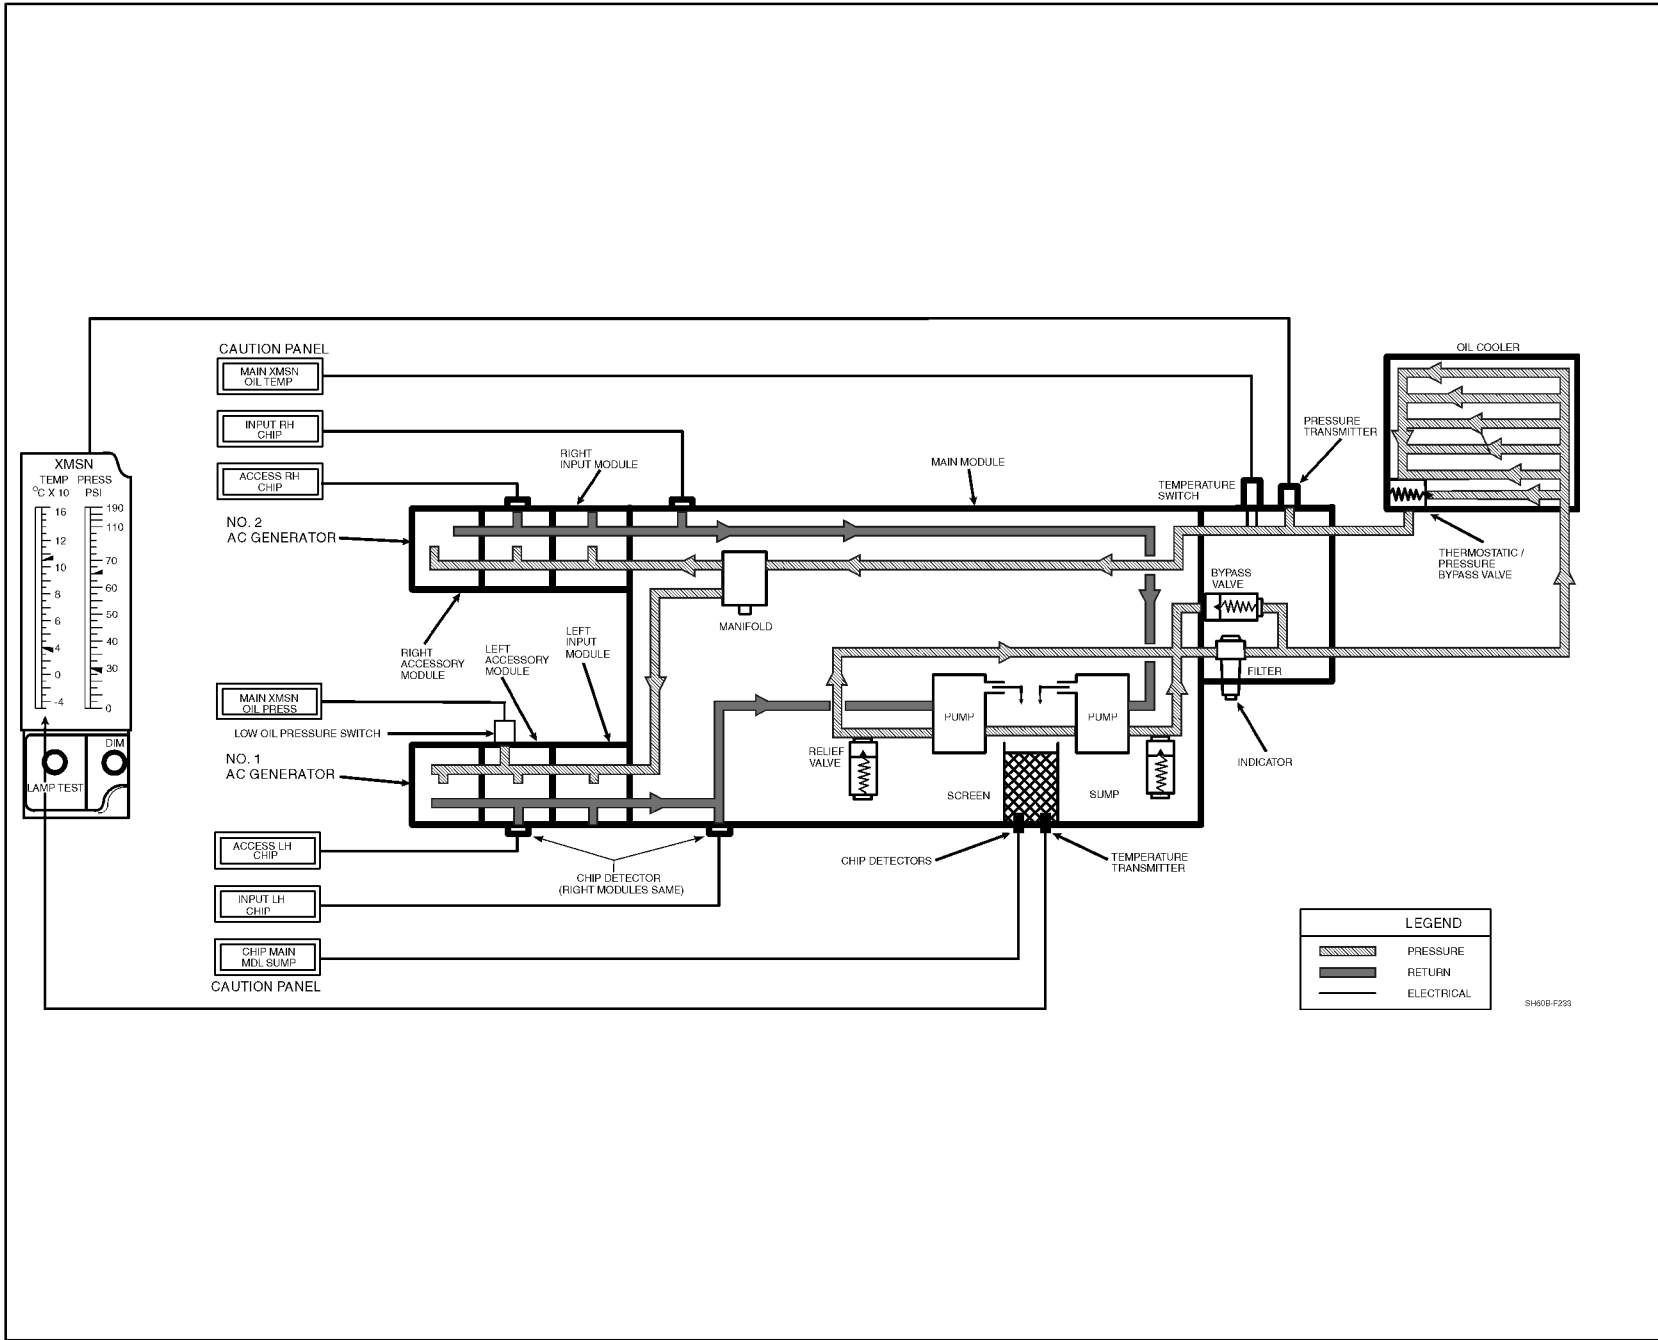 CAUTION PANEL
MAIN XMSN
OIL TEMP
INPUT RH
CHIP
ACCESS RH
CHIP
OIL COOLER
PRESSURE
TRANSMITTER
RIGHT
INPUT MODULE
MAIN MODULE
TEMPERATURE
SWITCH
XMSN
TEMP PRESS
°C X 10 PSI
16
12
10
8
6
4
0
-4
190
110
70
60
50
40
30
0
NO. 2
AC GENERATOR
THERMOSTATIC /
PRESSURE
BYPASS VALVE
BYPASS
VALVE
MANIFOLD
LEFT
INPUT
MODULE
LEFT
ACCESSORY
MODULE
RIGHT
ACCESSORY
MODULE
FILTER
MAIN XMSN
OIL PRESS
LOW OIL PRESSURE SWITCH
PUMP
PUMP
DIM
LAMP TEST
NO. 1
AC GENERATOR
RELIEF
VALVE
INDICATOR
SCREEN
SUMP
ACCESS LH
CHIP
CHIP DETECTORS
TEMPERATURE
TRANSMITTER
CHIP DETECTOR
(RIGHT MODULES SAME)
INPUT LH
CHIP
CHIP MAIN
MDL SUMP
CAUTION PANEL
LEGEND
PRESSURE
RETURN
ELECTRICAL
SH60B-F233